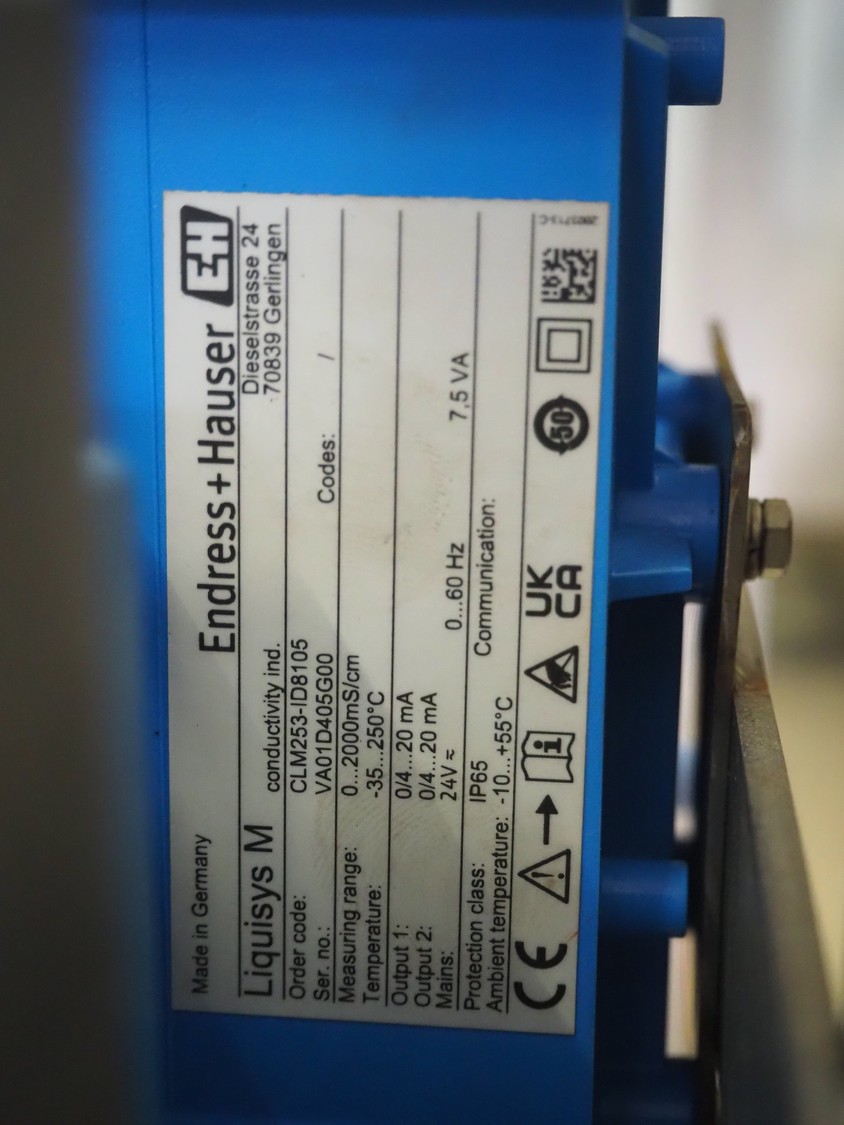 Made in Germany
Endress+Hauser EH
Liquisys M conductivity ind. Dieselstrasse 24
70839 Gerlingen
Order code: CLM253-ID8105
Ser. no.: VA01D405G00 Codes: /
Measuring range: 0...2000mS/cm
Temperature: -35...250°C
Output 1: 0/4...20 mA
Output 2: 0/4...20 mA
Mains: 24V≂ 0...60 Hz 7,5 VA
Protection class: IP65
Ambient temperature: -10...+55°C Communication:
CE UK CA 50